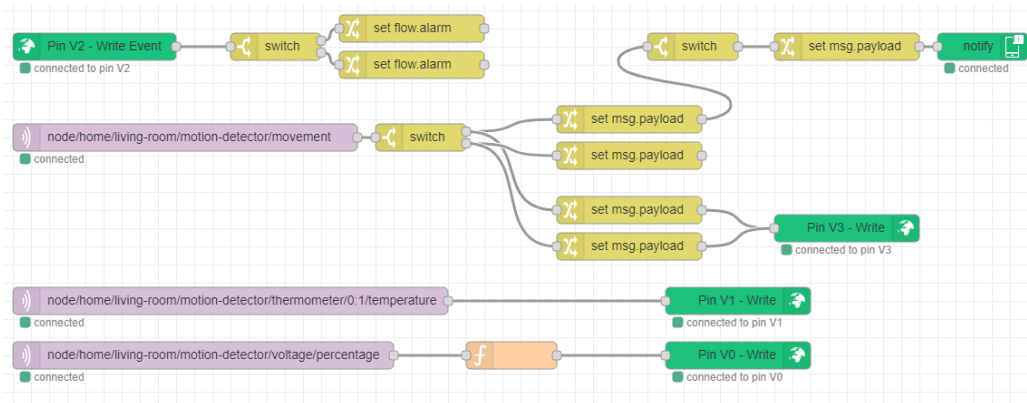 set flow.alarm
Pin V2 - Write Event
switch
switch
set msg.payload
notify
connected to pin V2
set flow.alarm
connected
set msg.payload
node/home/living-room/motion-detector/movement
switch
connected
set msg.payload
set msg.payload
Pin V3 - Write
set msg.payload
connected to pin V3
node/home/living-room/motion-detector/thermometer/0:1/temperature
Pin V1 - Write
connected
connected to pin V1
node/home/living-room/motion-detector/voltage/percentage
f
Pin V0 - Write
connected
connected to pin V0